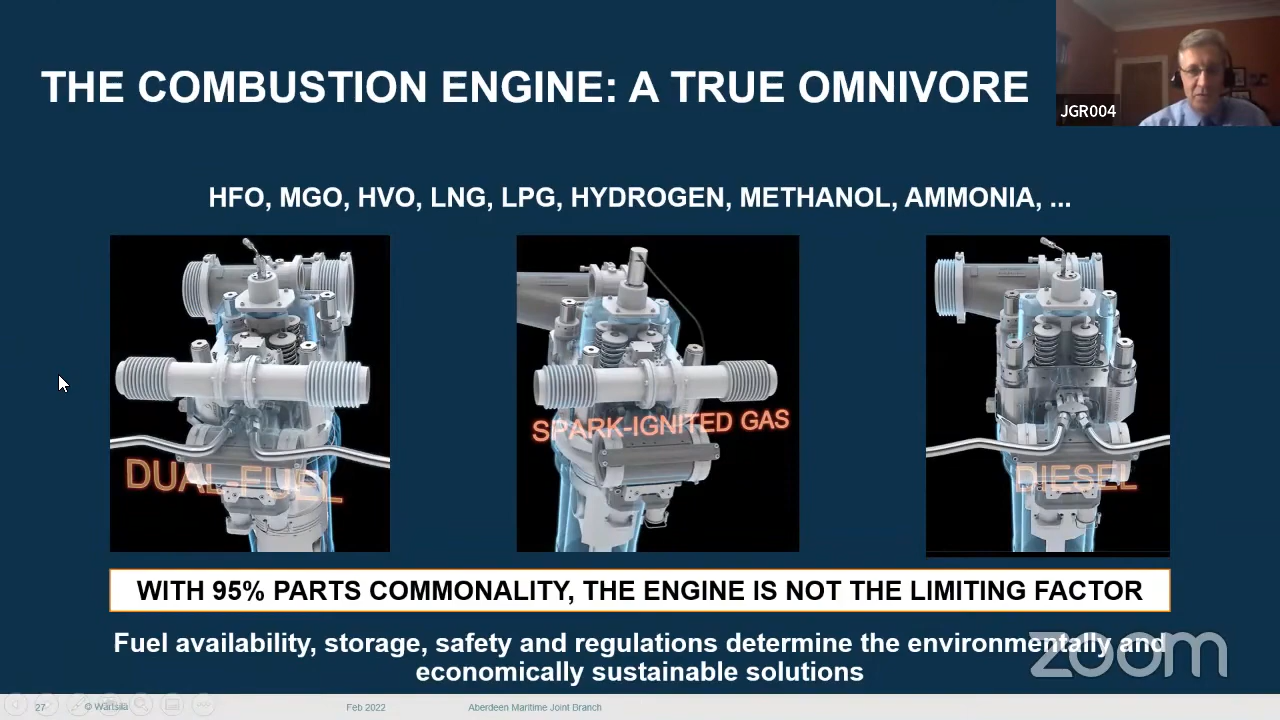 THE COMBUSTION ENGINE: A TRUE OMNIVORE
JGR004
HFO, MGO, HVO, LNG, LPG, HYDROGEN, METHANOL, AMMONIA, ...
DUAL-FUEL
SPARK-IGNITED GAS
DIESEL
WITH 95% PARTS COMMONALITY, THE ENGINE IS NOT THE LIMITING FACTOR
Fuel availability, storage, safety and regulations determine the environmentally and
economically sustainable solutions
zoom
27 © Wärtsilä Feb 2022 Aberdeen Maritime Joint Branch